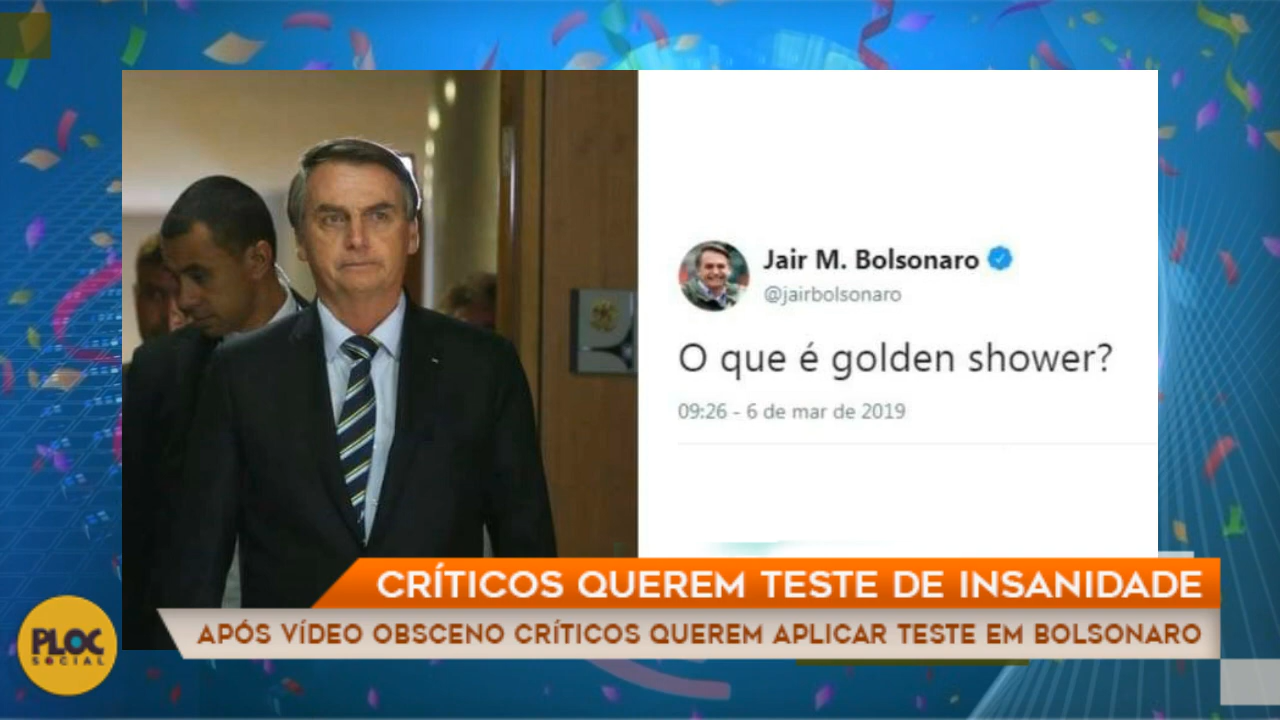 Jair M. Bolsonaro
@jairbolsonaro
O que é golden shower?
09:26 - 6 de mar de 2019
CRÍTICOS QUEREM TESTE DE INSANIDADE
APÓS VÍDEO OBSCENO CRÍTICOS QUEREM APLICAR TESTE EM BOLSONARO
PLOC
SOCIAL